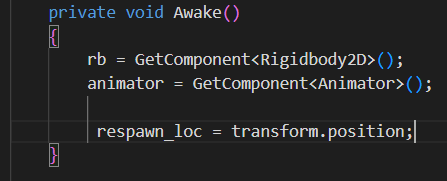 private void Awake()
{
rb = GetComponent<Rigidbody2D>();
animator = GetComponent<Animator>();
respawn_loc = transform.position;
}